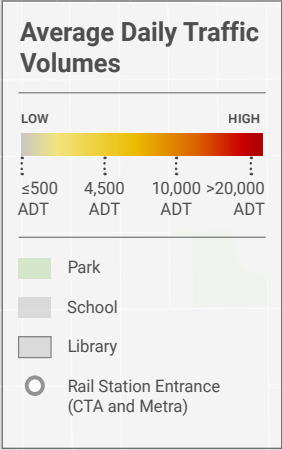 Average Daily Traffic
Volumes
LOW HIGH
≤500 4,500 10,000 >20,000
ADT ADT ADT ADT
Park
School
Library
Rail Station Entrance
(CTA and Metra)